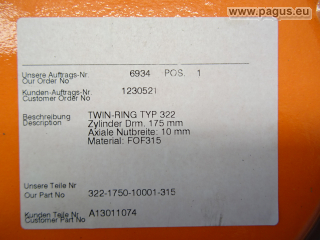 www.pagus.eu
Unsere Auftrags-Nr. 6934 POS. 1
Our Order No
Kunden-Auftrags-Nr. 1230521
Customer Order No
Beschreibung TWIN-RING TYP 322
Description Zylinder Drm. 175 mm
Axiale Nutbreite: 10 mm
Material: FOF315
Unsere Teile Nr
Our Part No 322-1750-10001-315
Kunden Teile Nr A13011074
Customer Part No